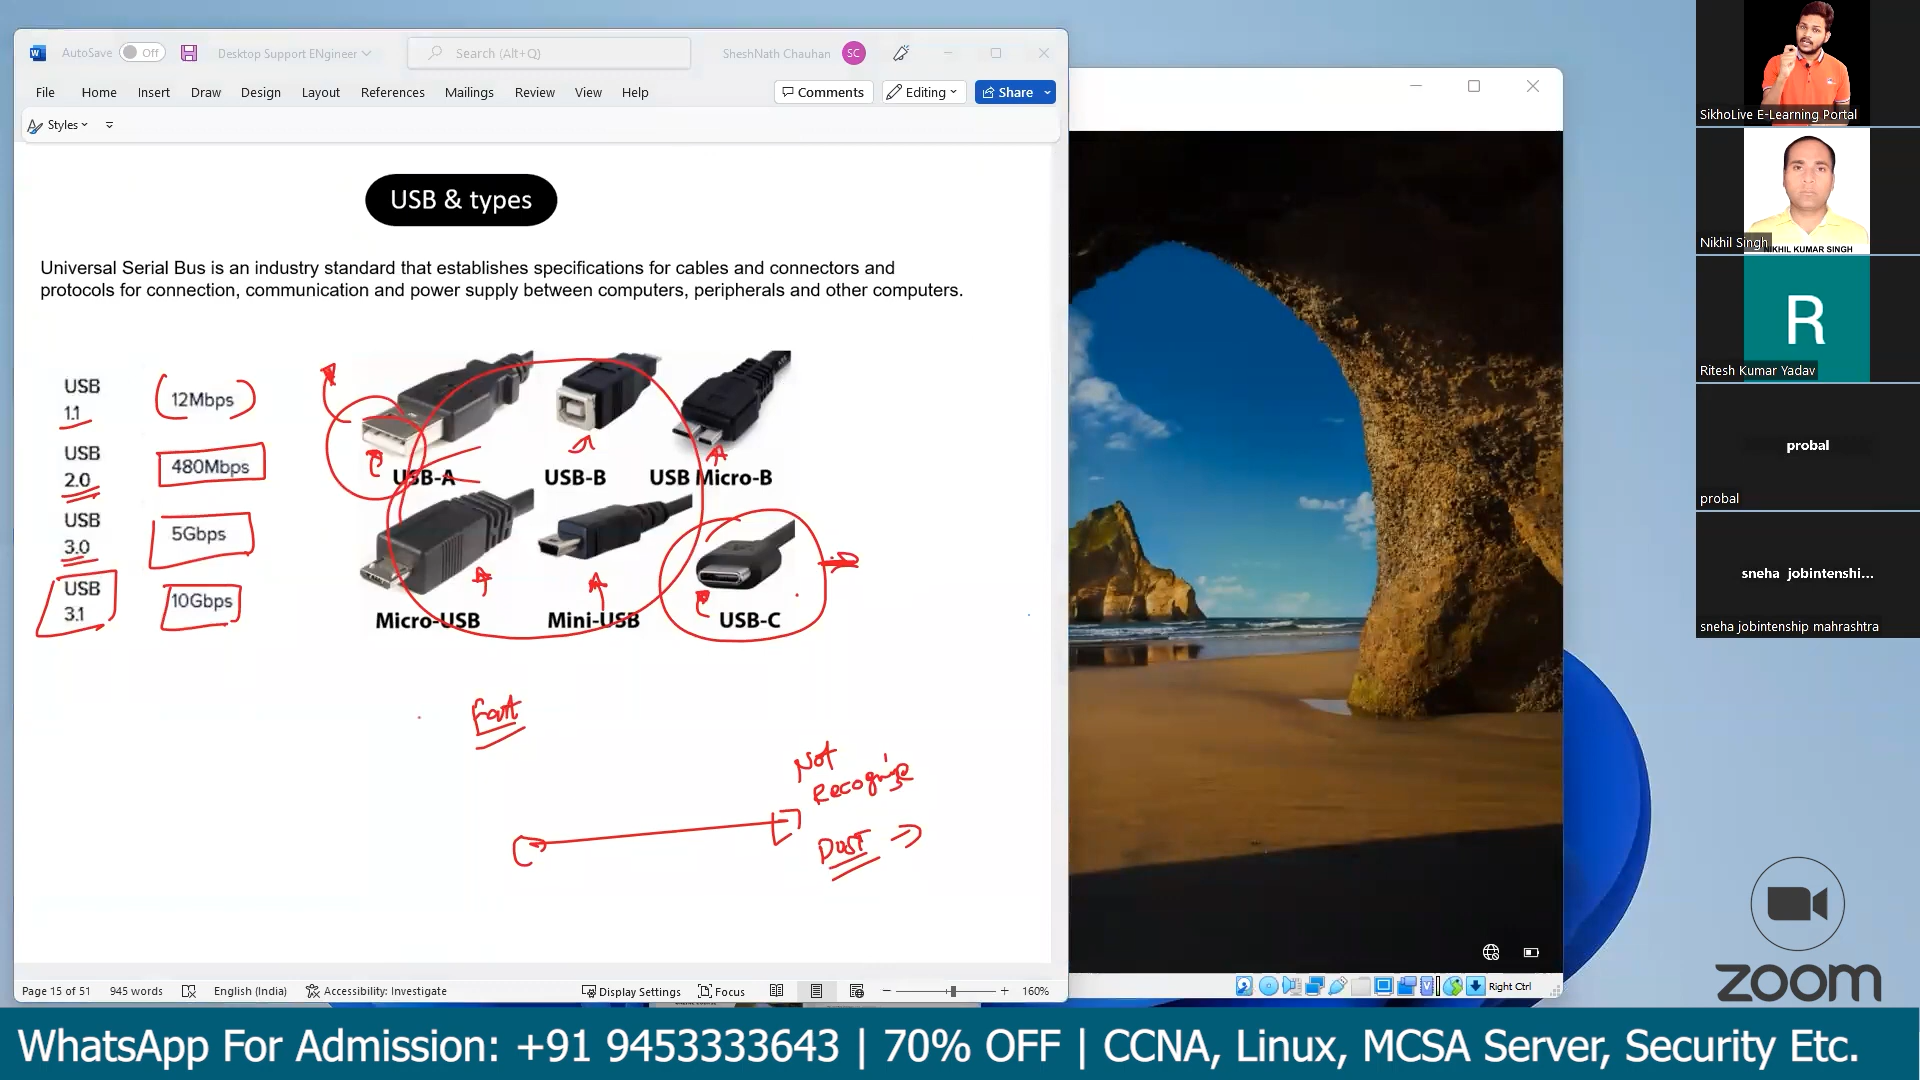 AutoSave Off Desktop Support ENgineer Search (Alt+Q) SheshNath Chauhan SC
File Home Insert Draw Design Layout References Mailings Review View Help Comments Editing Share
Styles
USB & types
Universal Serial Bus is an industry standard that establishes specifications for cables and connectors and
protocols for connection, communication and power supply between computers, peripherals and other computers.
USB
1.1
12Mbps
USB
2.0
480Mbps
USB
3.0
5Gbps
USB
3.1
10Gbps
USB-A USB-B USB Micro-B
Micro-USB Mini-USB USB-C
Not
Recognize
DUST
Page 15 of 51 945 words English (India) Accessibility: Investigate Display Settings Focus 160%
Right Ctrl
SikhoLive E-Learning Portal
NIKHIL KUMAR SINGH
Nikhil Singh
R
Ritesh Kumar Yadav
probal
probal
sneha jobintenshi...
sneha jobintenship mahrashtra
zoom
WhatsApp For Admission: +91 9453333643 | 70% OFF | CCNA, Linux, MCSA Server, Security Etc.